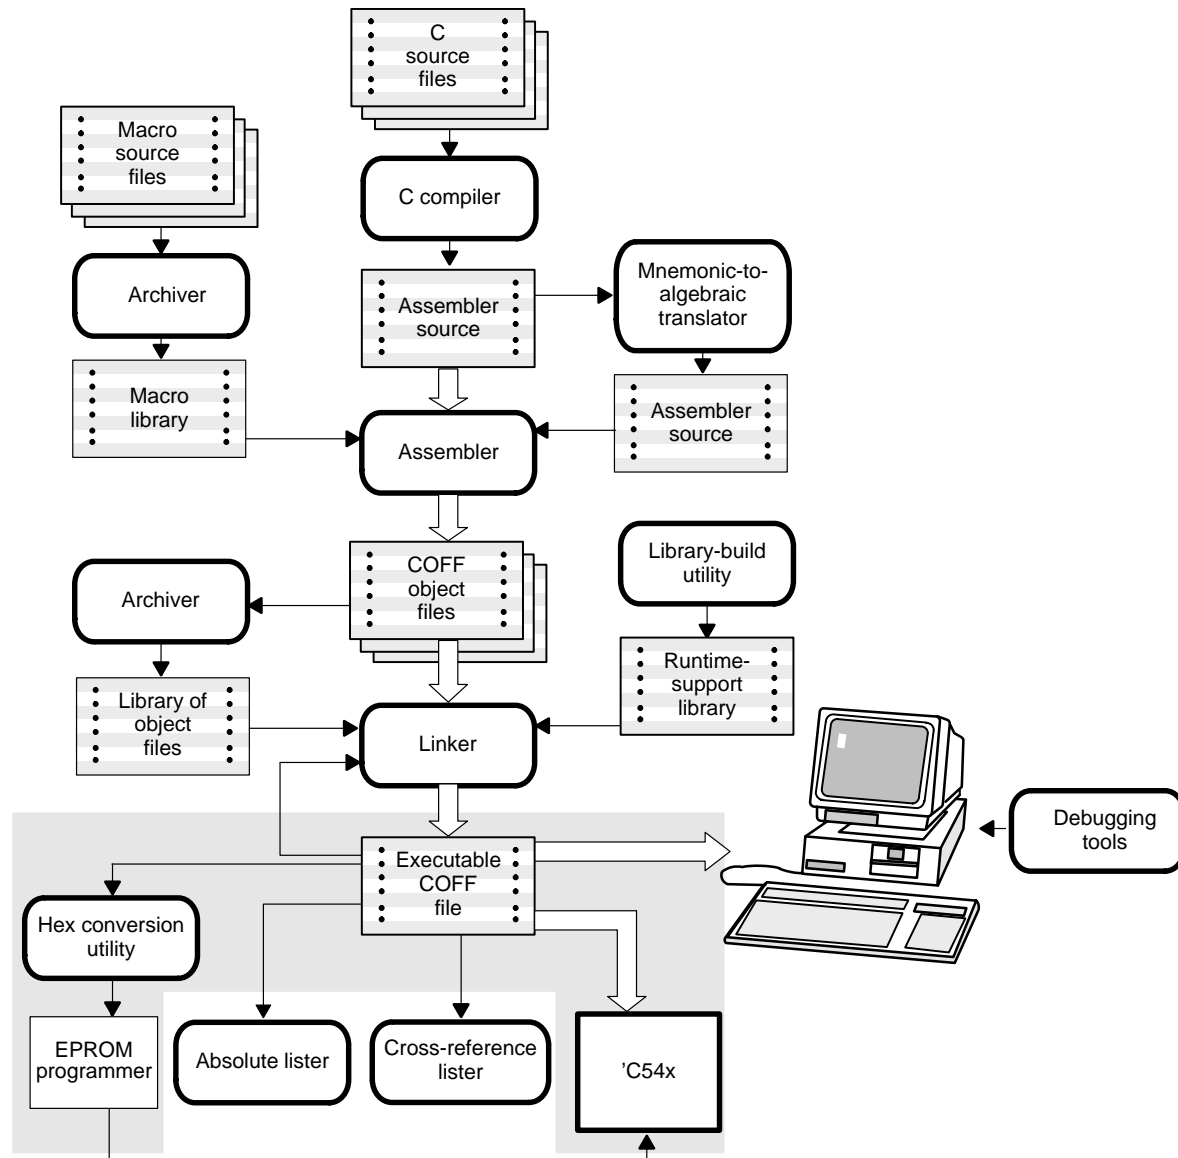 C
source
files
Macro
source
files
C compiler
Archiver
Assembler
source
Mnemonic-to-
algebraic
translator
Macro
library
Assembler
Assembler
source
Archiver
COFF
object
files
Library-build
utility
Library of
object
files
Linker
Runtime-
support
library
Debugging
tools
Executable
COFF
file
Hex conversion
utility
EPROM
programmer
Absolute lister
Cross-reference
lister
’C54x